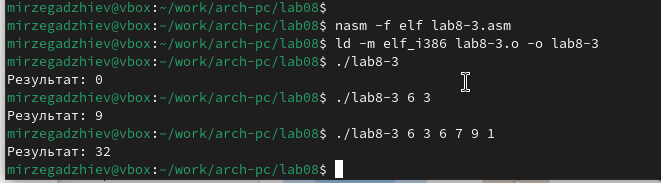 mirzegadzhiev@vbox:~/work/arch-pc/lab08$
mirzegadzhiev@vbox:~/work/arch-pc/lab08$ nasm -f elf lab8-3.asm
mirzegadzhiev@vbox:~/work/arch-pc/lab08$ ld -m elf_i386 lab8-3.o -o lab8-3
mirzegadzhiev@vbox:~/work/arch-pc/lab08$ ./lab8-3
Результат: 0
mirzegadzhiev@vbox:~/work/arch-pc/lab08$ ./lab8-3 6 3
Результат: 9
mirzegadzhiev@vbox:~/work/arch-pc/lab08$ ./lab8-3 6 3 6 7 9 1
Результат: 32
mirzegadzhiev@vbox:~/work/arch-pc/lab08$